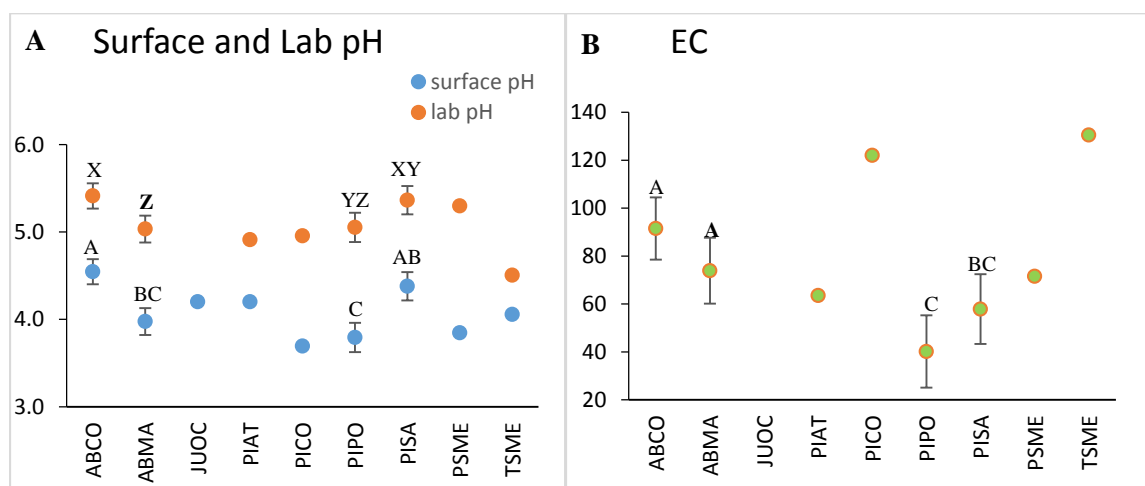 A Surface and Lab pH
surface pH
lab pH
6.0
5.0
4.0
3.0
X
Z
YZ
XY
A
BC
C
AB
ABCO
ABMA
JUOC
PIAT
PICO
PIPO
PISA
PSME
TSME
B EC
140
120
100
80
60
40
20
A
A
C
BC
ABCO
ABMA
JUOC
PIAT
PICO
PIPO
PISA
PSME
TSME